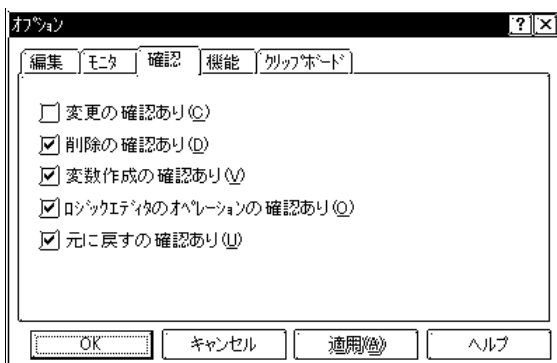 ｵﾌﾟｼｮﾝ
編集 ﾓﾆﾀ 確認 機能 ｸﾘｯﾌﾟﾎﾞｰﾄﾞ
変更の確認あり(C)
削除の確認あり(D)
変数作成の確認あり(V)
ﾛｼﾞｯｸｴﾃﾞｨﾀのｵﾍﾟﾚｰｼｮﾝの確認あり(O)
元に戻すの確認あり(U)
OK キャンセル 適用(A) ヘルプ